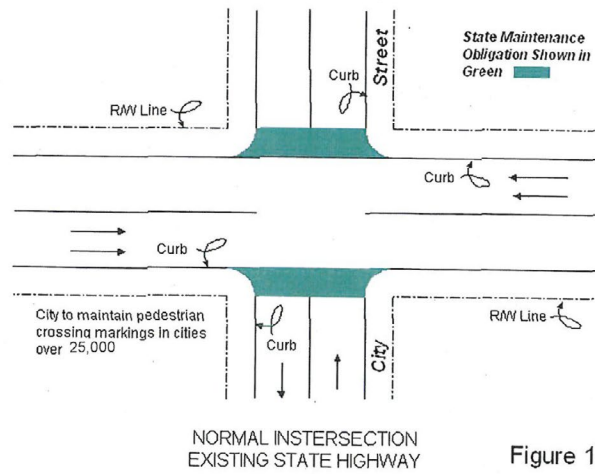 State Maintenance
Obligation Shown in
Green
Street
Curb
R/W Line
Curb
Curb
City to maintain pedestrian
crossing markings in cities
over 25,000
Curb
City
R/W Line
NORMAL INSTERSECTION
EXISTING STATE HIGHWAY
Figure 1